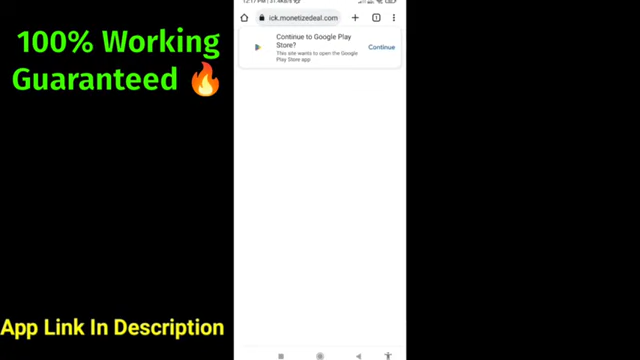 100% Working
Guaranteed 🔥
ick.monetizedeal.com
1
Continue to Google Play
Store?
This site wants to open the Google
Play Store app
Continue
App Link In Description